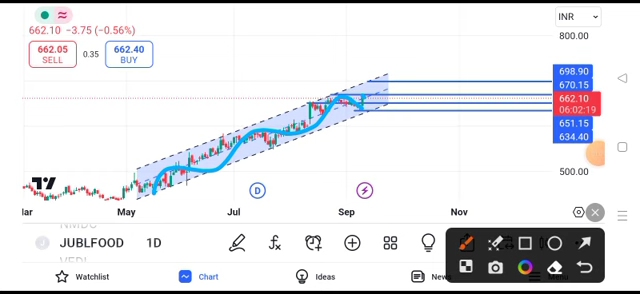 INR
662.10 −3.75 (−0.56%)
800.00
662.05
SELL
0.35
662.40
BUY
698.90
670.15
662.10
06:02:19
651.15
634.40
500.00
D
Mar
May
Jul
Sep
Nov
JUBLFOOD
1D
Watchlist
Chart
Ideas